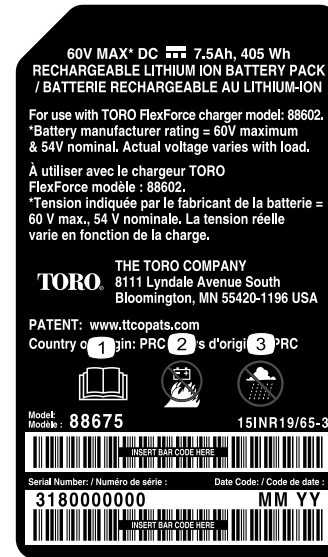 60V MAX* DC 7.5Ah, 405 Wh
RECHARGEABLE LITHIUM ION BATTERY PACK
/ BATTERIE RECHARGEABLE AU LITHIUM-ION
For use with TORO FlexForce charger model: 88602.
*Battery manufacturer rating = 60V maximum
& 54V nominal. Actual voltage varies with load.
À utiliser avec le chargeur TORO
FlexForce modèle : 88602.
*Tension indiquée par le fabricant de la batterie =
60 V max., 54 V nominale. La tension réelle
varie en fonction de la charge.
TORO®
THE TORO COMPANY
8111 Lyndale Avenue South
Bloomington, MN 55420-1196 USA
PATENT: www.ttcopats.com
Country gin: PRC s d'origi PRC
1 2 3
Model:
Modèle : 88675 15INR19/65-3
INSERT BAR CODE HERE
Serial Number: / Numéro de série : Date Code: / Code de date :
3180000000 MM YY
INSERT BAR CODE HERE